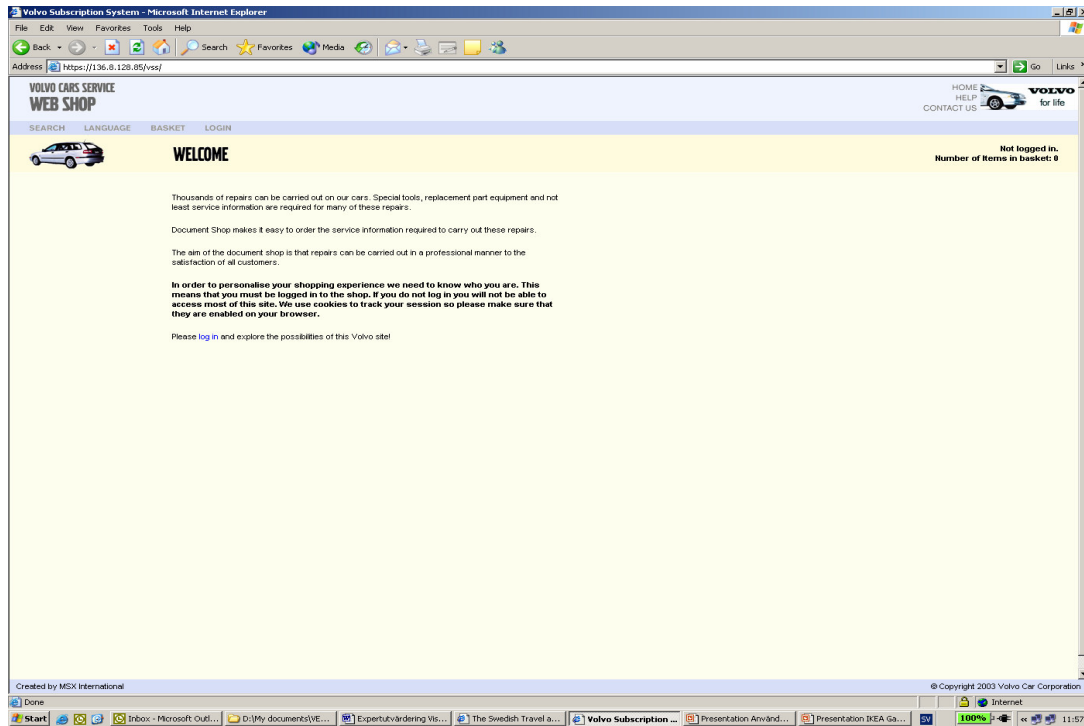 Volvo Subscription System - Microsoft Internet Explorer
File Edit View Favorites Tools Help
Back Search Favorites Media
Address https://136.8.128.85/vss/ Go Links
VOLVO CARS SERVICE
WEB SHOP
HOME
HELP
CONTACT US
VOLVO
for life
SEARCH LANGUAGE BASKET LOGIN
WELCOME
Not logged in.
Number of Items in basket: 0
Thousands of repairs can be carried out on our cars. Special tools, replacement part equipment and not
least service information are required for many of these repairs.
Document Shop makes it easy to order the service information required to carry out these repairs.
The aim of the document shop is that repairs can be carried out in a professional manner to the
satisfaction of all customers.
In order to personalise your shopping experience we need to know who you are. This
means that you must be logged in to the shop. If you do not log in you will not be able to
access most of this site. We use cookies to track your session so please make sure that
they are enabled on your browser.
Please log in and explore the possibilities of this Volvo site!
Created by MSX International
© Copyright 2003 Volvo Car Corporation
Done Internet
Start Inbox - Microsoft Outl... D:\My documents\VE... Expertutvärdering Vis... The Swedish Travel a... Volvo Subscription ... Presentation Använd... Presentation IKEA Ga... SV 100% 11:57